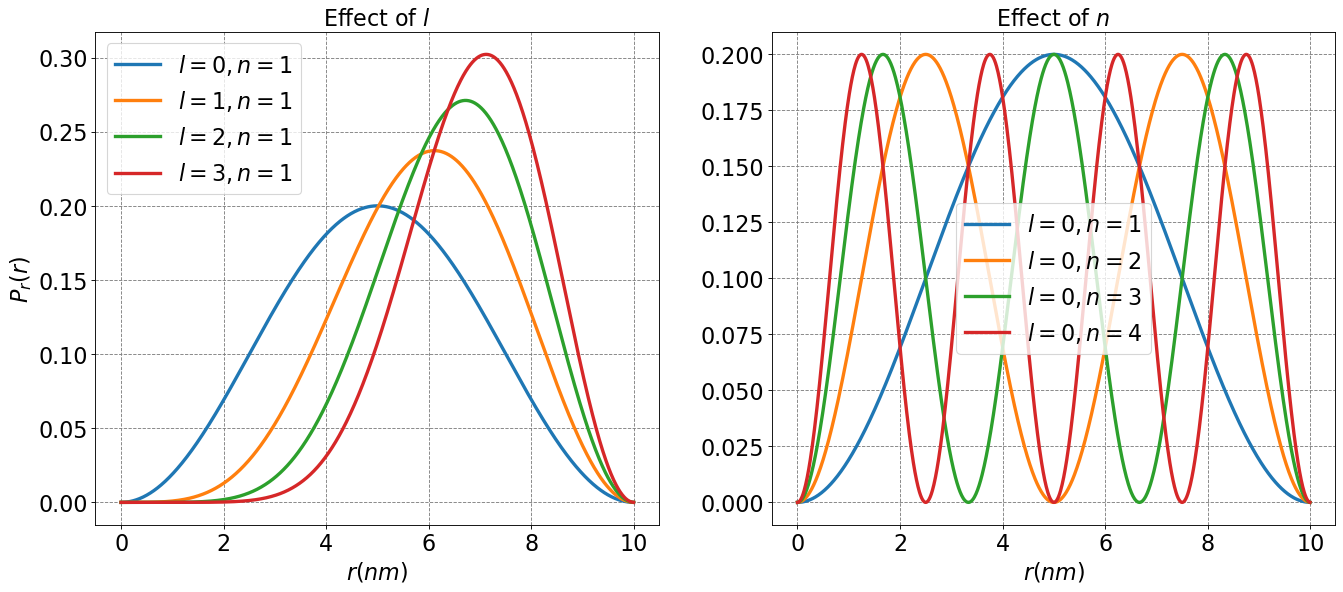 Effect of l
l = 0, n = 1
l = 1, n = 1
l = 2, n = 1
l = 3, n = 1
0.30
0.25
0.20
0.15
0.10
0.05
0.00
P_r(r)
0 2 4 6 8 10
r(nm)
Effect of n
l = 0, n = 1
l = 0, n = 2
l = 0, n = 3
l = 0, n = 4
0.200
0.175
0.150
0.125
0.100
0.075
0.050
0.025
0.000
0 2 4 6 8 10
r(nm)